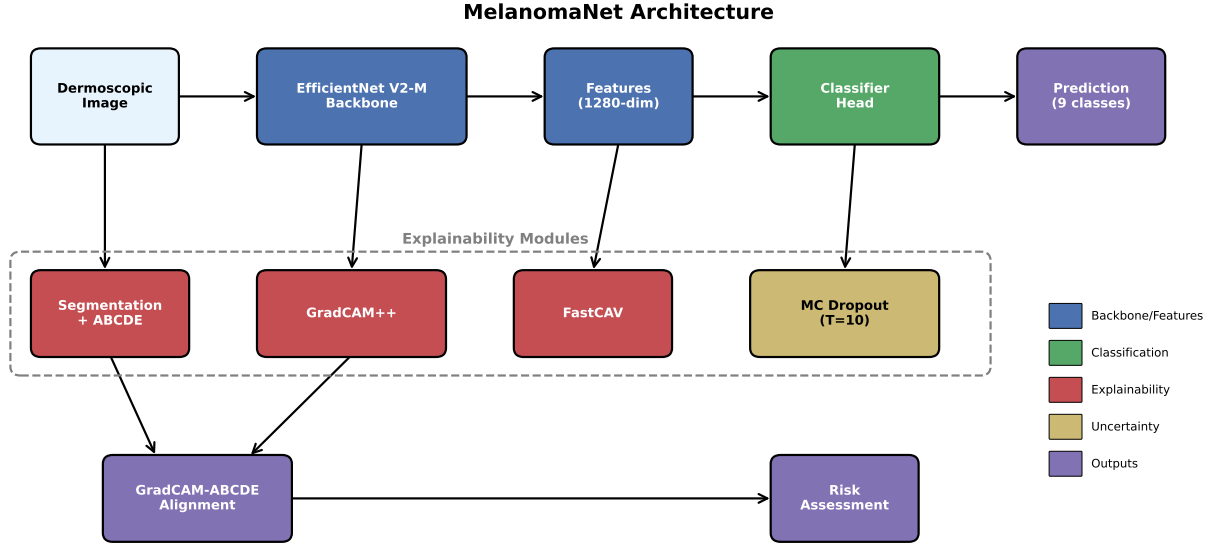 MelanomaNet Architecture
Dermoscopic
Image
EfficientNet V2-M
Backbone
Features
(1280-dim)
Classifier
Head
Prediction
(9 classes)
Explainability Modules
Segmentation
+ ABCDE
GradCAM++
FastCAV
MC Dropout
(T=10)
Backbone/Features
Classification
Explainability
Uncertainty
Outputs
GradCAM-ABCDE
Alignment
Risk
Assessment